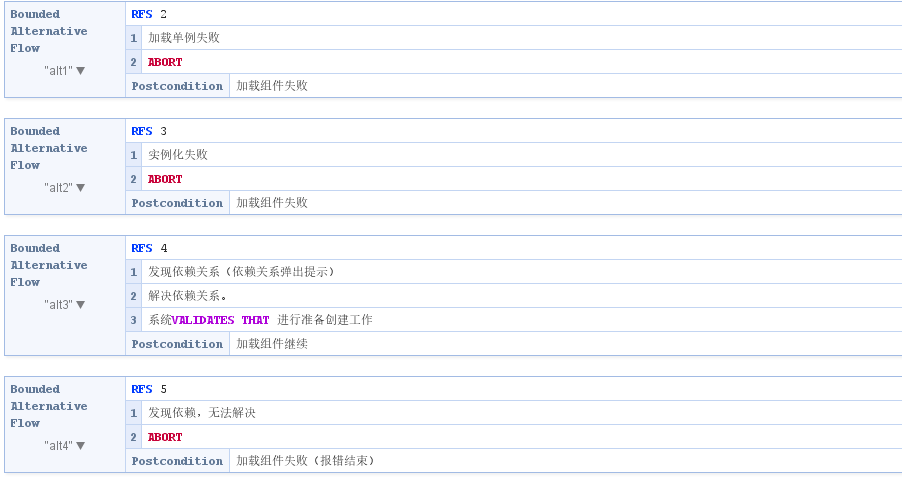 Bounded Alternative Flow
"alt1" ▼
RFS 2
1 加载单例失败
2 ABORT
Postcondition 加载组件失败
Bounded Alternative Flow
"alt2" ▼
RFS 3
1 实例化失败
2 ABORT
Postcondition 加载组件失败
Bounded Alternative Flow
"alt3" ▼
RFS 4
1 发现依赖关系（依赖关系弹出提示）
2 解决依赖关系。
3 系统VALIDATES THAT 进行准备创建工作
Postcondition 加载组件继续
Bounded Alternative Flow
"alt4" ▼
RFS 5
1 发现依赖，无法解决
2 ABORT
Postcondition 加载组件失败（报错结束）